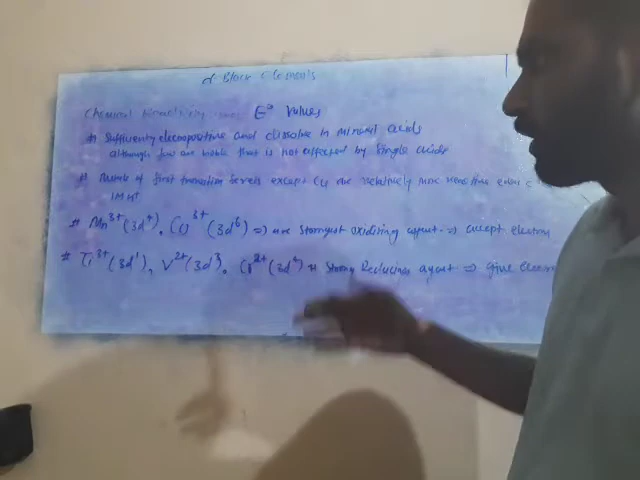 d Block Elements
Chemical Reactivity and E° Values
# Sufficiently electropositive and dissolve in mineral acids
although few are noble that is not affected by single acids
# Metals of first transition series except Cu are relatively more reactive
1M H⁺
# Mn³⁺(3d⁴), Co³⁺(3d⁶) => are strongest oxidising agent => accept electron
# Ti³⁺(3d¹), V²⁺(3d³), Cr²⁺(3d⁴) # Strong Reducing agent => give electron